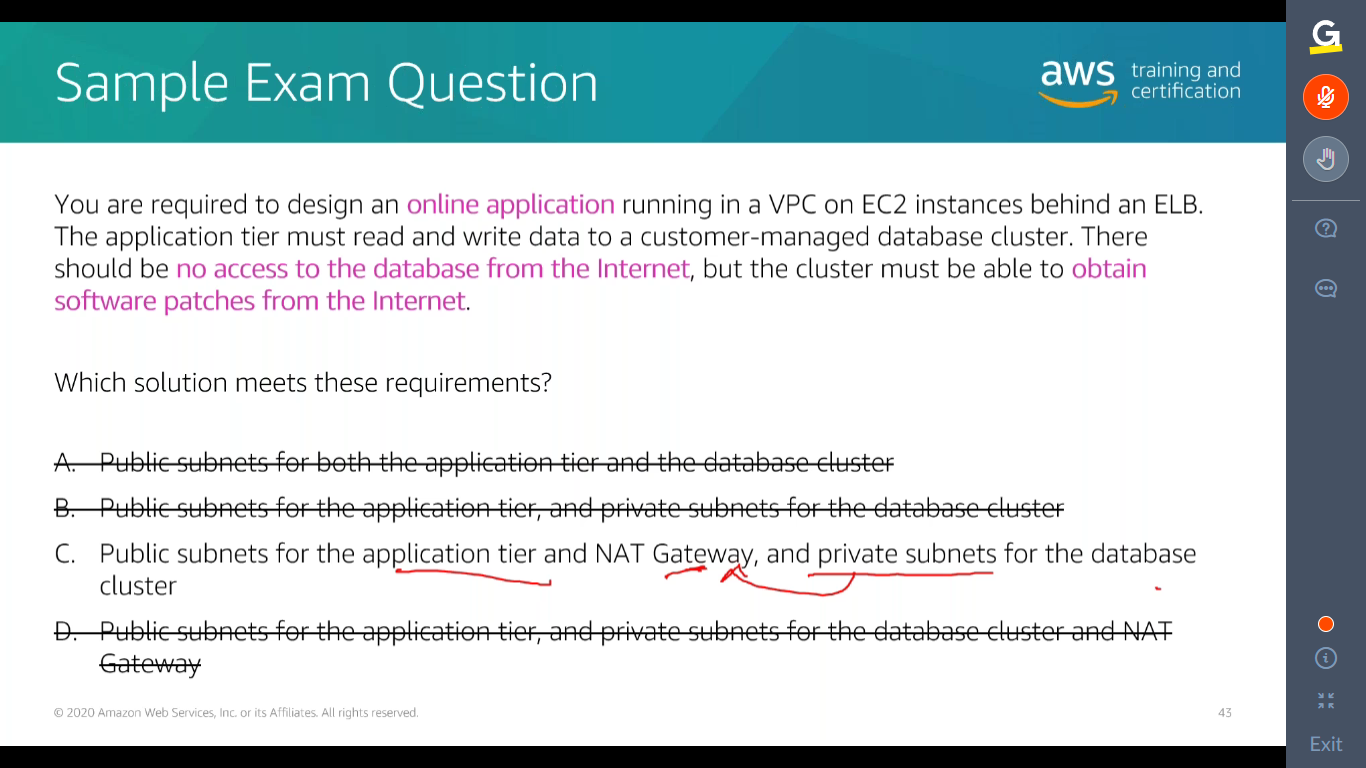 Sample Exam Question
aws training and
certification
You are required to design an online application running in a VPC on EC2 instances behind an ELB.
The application tier must read and write data to a customer-managed database cluster. There
should be no access to the database from the Internet, but the cluster must be able to obtain
software patches from the Internet.
Which solution meets these requirements?
A. Public subnets for both the application tier and the database cluster
B. Public subnets for the application tier, and private subnets for the database cluster
C. Public subnets for the application tier and NAT Gateway, and private subnets for the database
cluster
D. Public subnets for the application tier, and private subnets for the database cluster and NAT
Gateway
© 2020 Amazon Web Services, Inc. or its Affiliates. All rights reserved.
43
G
Exit